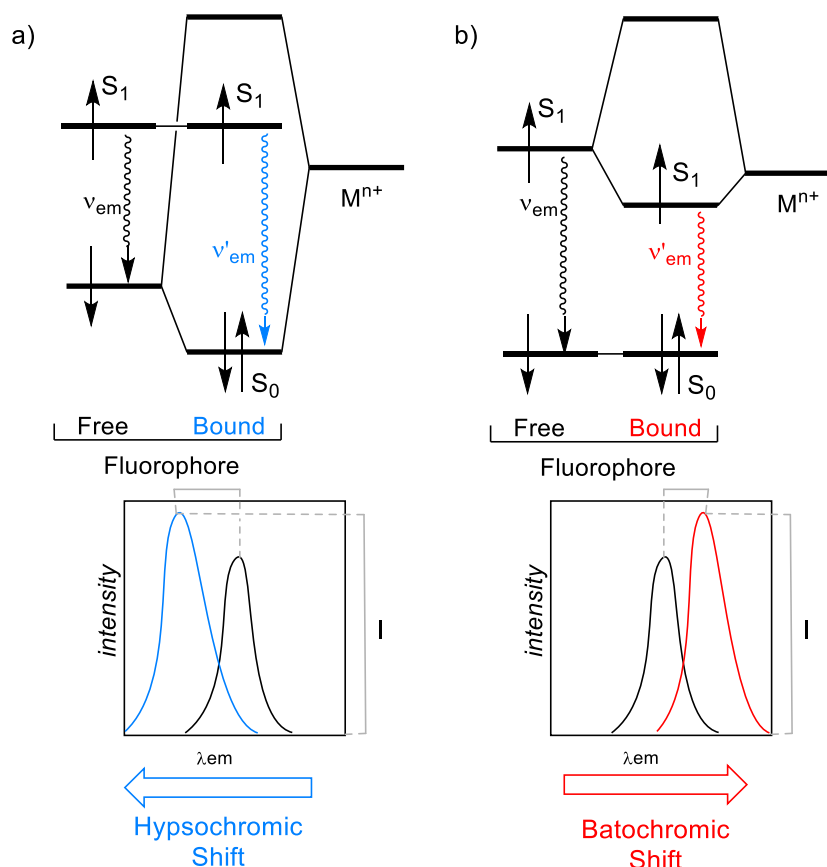 a)
S₁
S₁
νem
ν'em
Mⁿ⁺
S₀
Free
Bound
Fluorophore
intensity
I
λem
Hypsochromic
Shift
b)
S₁
S₁
νem
ν'em
Mⁿ⁺
S₀
Free
Bound
Fluorophore
intensity
I
λem
Batochromic
Shift